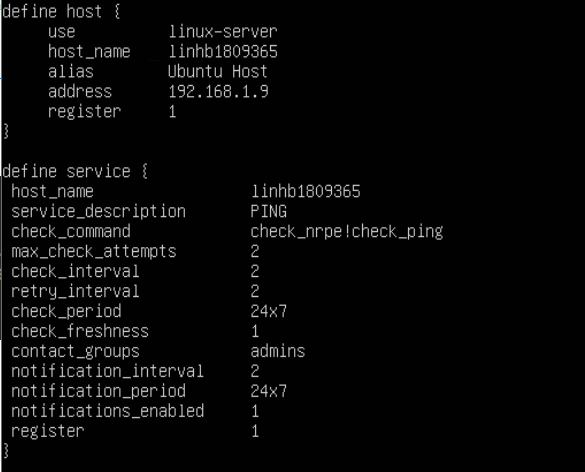 define host {
use linux-server
host_name linhb1809365
alias Ubuntu Host
address 192.168.1.9
register 1
}
define service {
host_name linhb1809365
service_description PING
check_command check_nrpe!check_ping
max_check_attempts 2
check_interval 2
retry_interval 2
check_period 24x7
check_freshness 1
contact_groups admins
notification_interval 2
notification_period 24x7
notifications_enabled 1
register 1
}